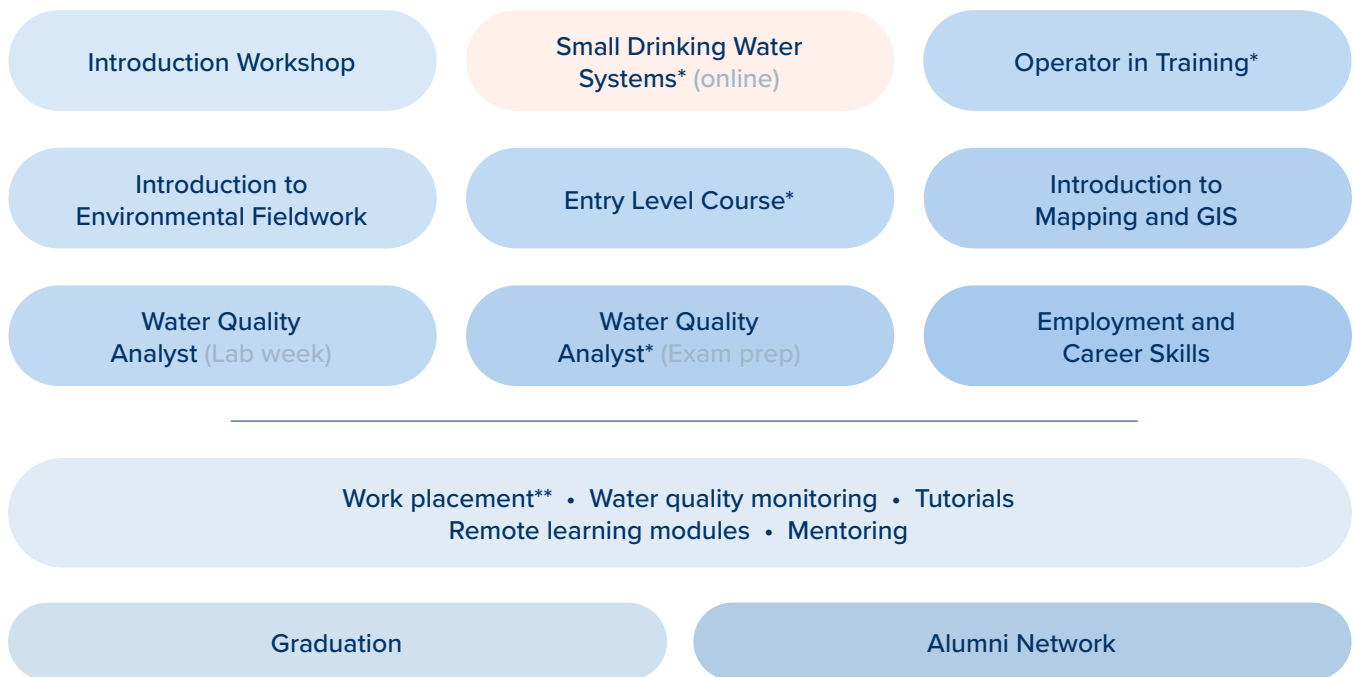 Introduction Workshop
Small Drinking Water
Systems* (online)
Operator in Training*
Introduction to
Environmental Fieldwork
Entry Level Course*
Introduction to
Mapping and GIS
Water Quality
Analyst (Lab week)
Water Quality
Analyst* (Exam prep)
Employment and
Career Skills
Work placement** • Water quality monitoring • Tutorials
Remote learning modules • Mentoring
Graduation
Alumni Network